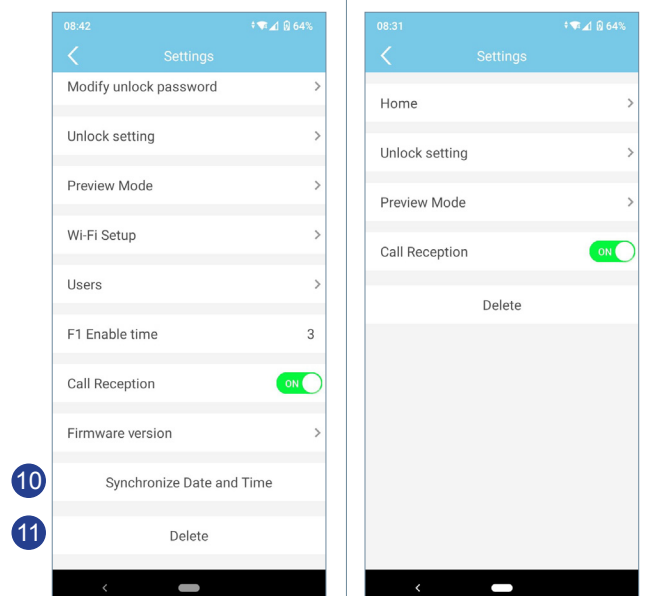 08:42 64%
Settings
Modify unlock password
Unlock setting
Preview Mode
Wi-Fi Setup
Users
F1 Enable time 3
Call Reception ON
Firmware version
10 Synchronize Date and Time
11 Delete
08:31 64%
Settings
Home
Unlock setting
Preview Mode
Call Reception ON
Delete